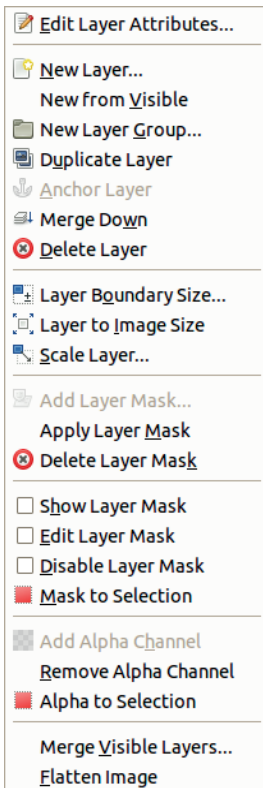 Edit Layer Attributes...
New Layer...
New from Visible
New Layer Group...
Duplicate Layer
Anchor Layer
Merge Down
Delete Layer
Layer Boundary Size...
Layer to Image Size
Scale Layer...
Add Layer Mask...
Apply Layer Mask
Delete Layer Mask
Show Layer Mask
Edit Layer Mask
Disable Layer Mask
Mask to Selection
Add Alpha Channel
Remove Alpha Channel
Alpha to Selection
Merge Visible Layers...
Flatten Image